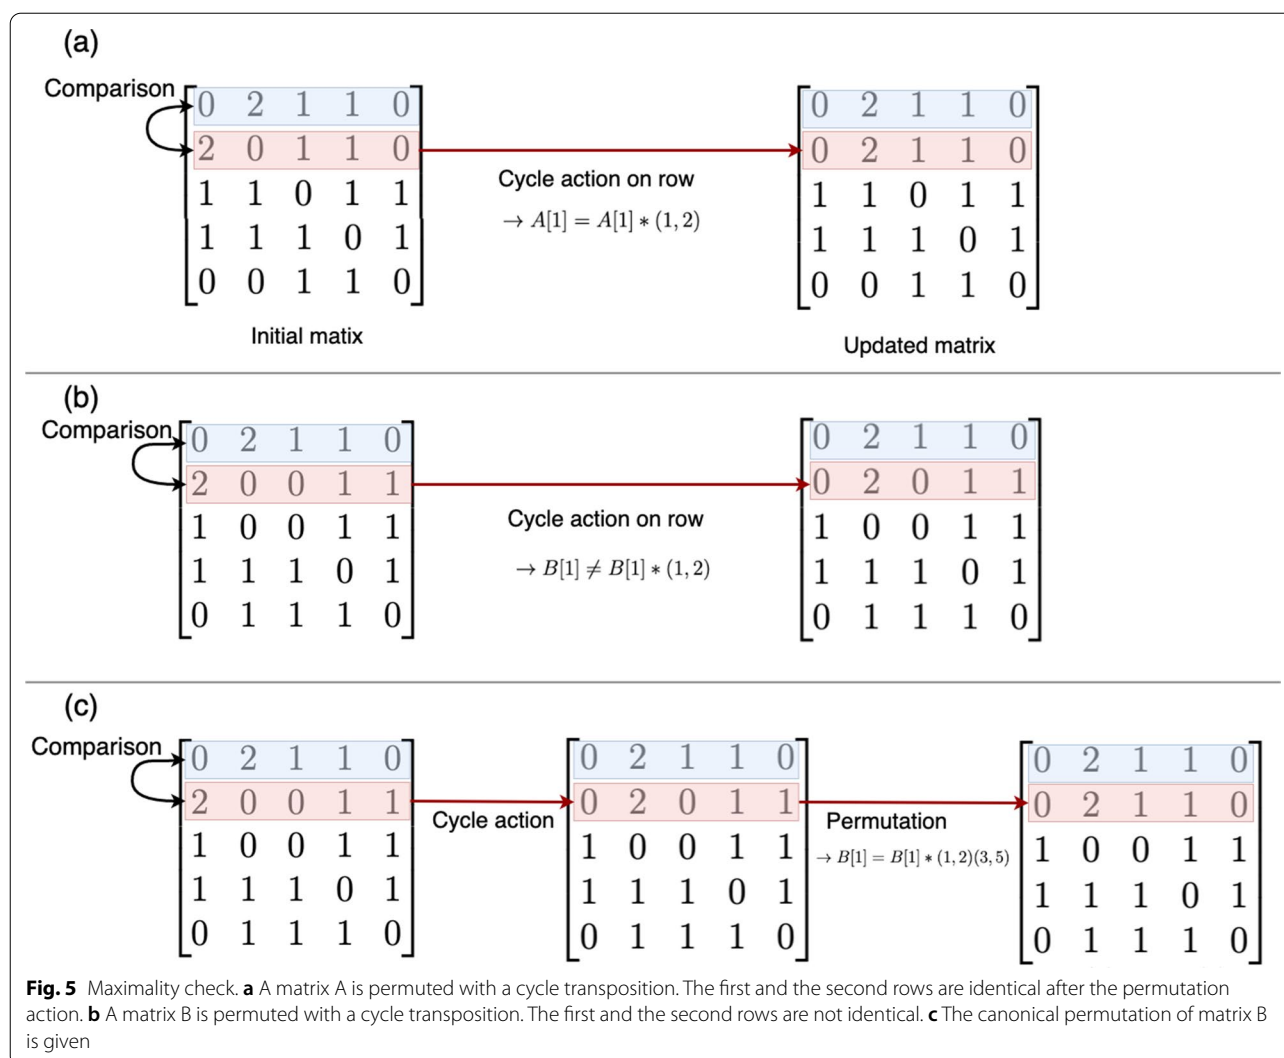 (a)
Comparison
0 2 1 1 0
2 0 1 1 0
1 1 0 1 1
1 1 1 0 1
0 0 1 1 0
Initial matix
Cycle action on row
→ A[1] = A[1] ∗ (1, 2)
0 2 1 1 0
0 2 1 1 0
1 1 0 1 1
1 1 1 0 1
0 0 1 1 0
Updated matrix
(b)
Comparison
0 2 1 1 0
2 0 0 1 1
1 0 0 1 1
1 1 1 0 1
0 1 1 1 0
Cycle action on row
→ B[1] ≠ B[1] ∗ (1, 2)
0 2 1 1 0
0 2 0 1 1
1 0 0 1 1
1 1 1 0 1
0 1 1 1 0
(c)
Comparison
0 2 1 1 0
2 0 0 1 1
1 0 0 1 1
1 1 1 0 1
0 1 1 1 0
Cycle action
0 2 1 1 0
0 2 0 1 1
1 0 0 1 1
1 1 1 0 1
0 1 1 1 0
Permutation
→ B[1] = B[1] ∗ (1, 2)(3, 5)
0 2 1 1 0
0 2 1 1 0
1 0 0 1 1
1 1 1 0 1
0 1 1 1 0
Fig. 5 Maximality check. a A matrix A is permuted with a cycle transposition. The first and the second rows are identical after the permutation
action. b A matrix B is permuted with a cycle transposition. The first and the second rows are not identical. c The canonical permutation of matrix B
is given